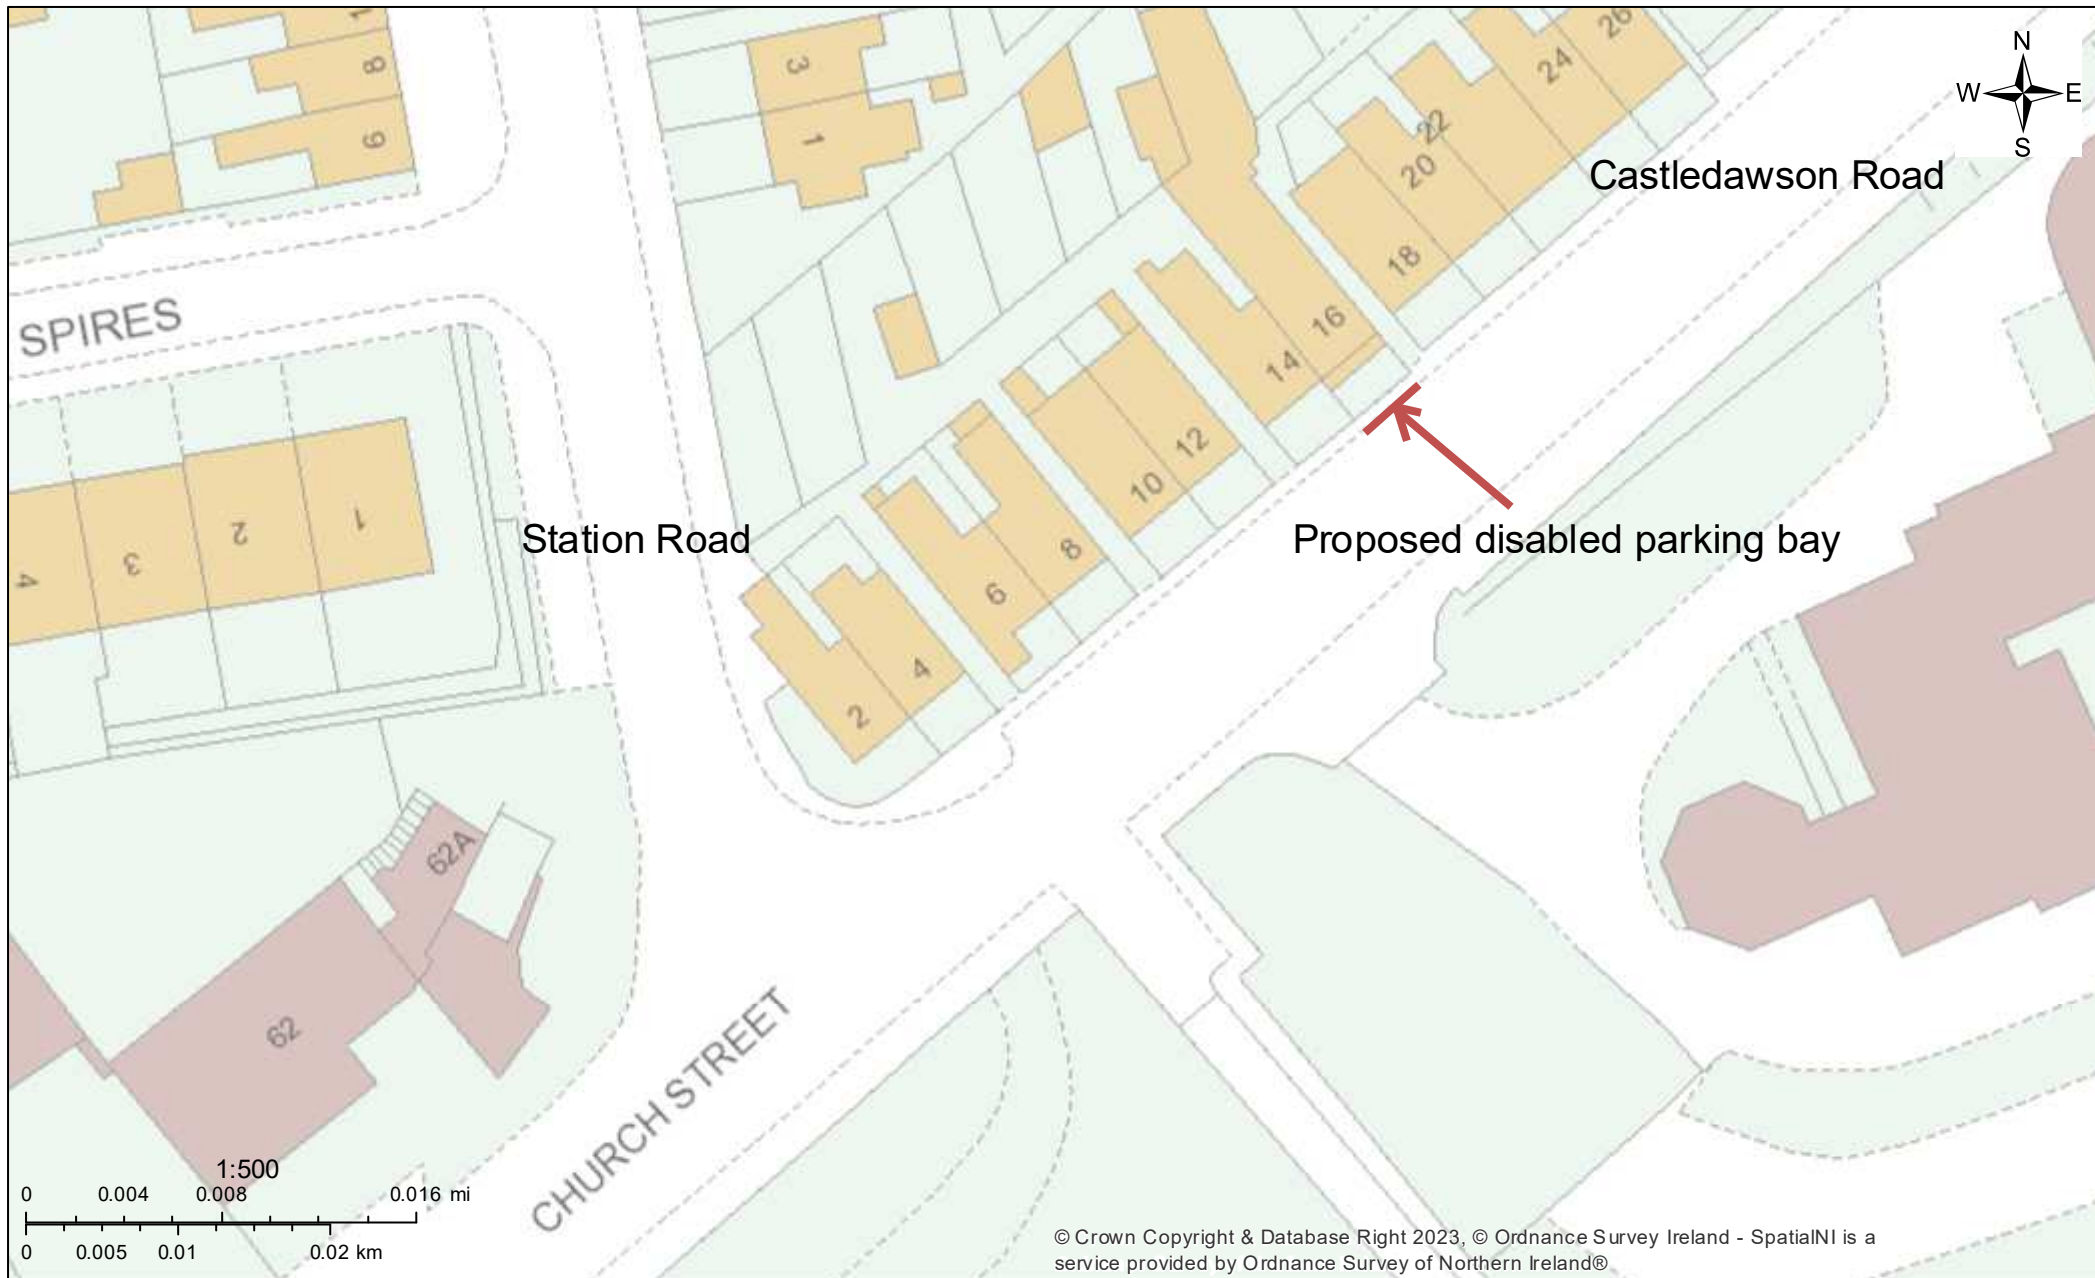 N
W E
S
26
24
22
20
18
16
14
12
10
8
6
4
2
3
1
8
9
Castledawson Road
SPIRES
Station Road
Proposed disabled parking bay
1
2
3
4
62A
62
CHURCH STREET
1:500
0 0.004 0.008 0.016 mi
0 0.005 0.01 0.02 km
© Crown Copyright & Database Right 2023, © Ordnance Survey Ireland - SpatialNI is a
service provided by Ordnance Survey of Northern Ireland®